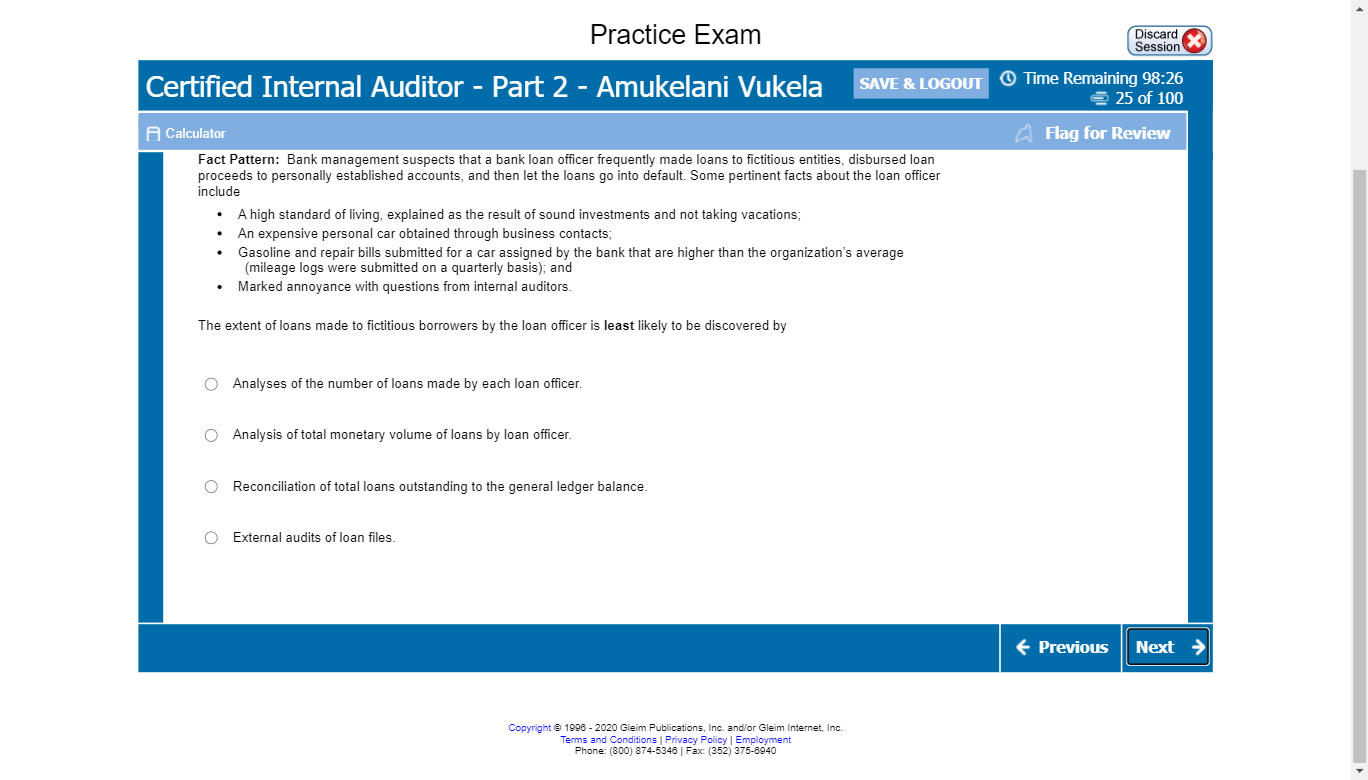 Practice Exam
Discard
Session
Certified Internal Auditor - Part 2 - Amukelani Vukela
SAVE & LOGOUT
Time Remaining 98:26
25 of 100
Calculator
Flag for Review
Fact Pattern: Bank management suspects that a bank loan officer frequently made loans to fictitious entities, disbursed loan
proceeds to personally established accounts, and then let the loans go into default. Some pertinent facts about the loan officer
include
• A high standard of living, explained as the result of sound investments and not taking vacations;
• An expensive personal car obtained through business contacts;
• Gasoline and repair bills submitted for a car assigned by the bank that are higher than the organization's average
(mileage logs were submitted on a quarterly basis); and
• Marked annoyance with questions from internal auditors.
The extent of loans made to fictitious borrowers by the loan officer is least likely to be discovered by
Analyses of the number of loans made by each loan officer.
Analysis of total monetary volume of loans by loan officer.
Reconciliation of total loans outstanding to the general ledger balance.
External audits of loan files.
Previous
Next
Copyright © 1996 - 2020 Gleim Publications, Inc. and/or Gleim Internet, Inc.
Terms and Conditions | Privacy Policy | Employment
Phone: (800) 874-5346 | Fax: (352) 375-6940